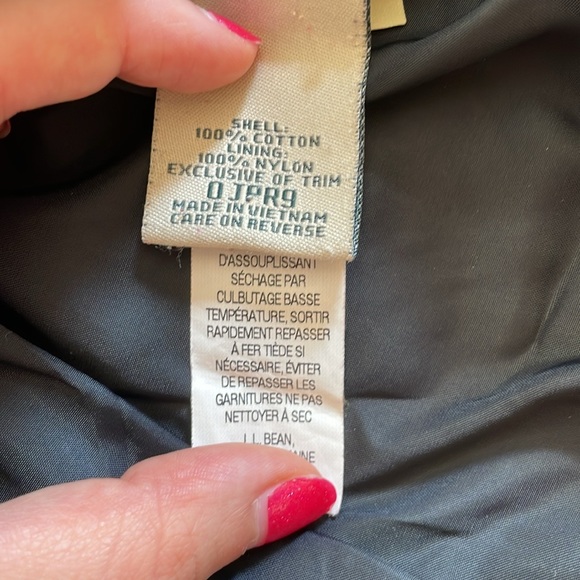 SHELL:
100% COTTON
LINING:
100% NYLON
EXCLUSIVE OF TRIM
0 JPR9
MADE IN VIETNAM
CARE ON REVERSE
D'ASSOUPLISSANT
SÉCHAGE PAR
CULBUTAGE BASSE
TEMPÉRATURE, SORTIR
RAPIDEMENT REPASSER
À FER TIÈDE SI
NÉCESSAIRE, ÉVITER
DE REPASSER LES
GARNITURES NE PAS
NETTOYER À SEC
L.L. BEAN,